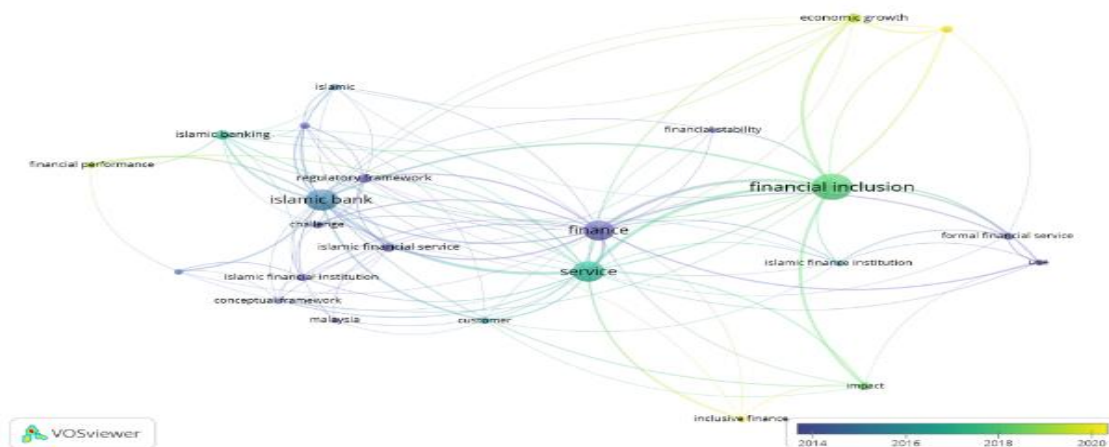 economic growth
islamic
financial stability
islamic banking
financial performance
regulatory framework
financial inclusion
islamic bank
challenge
finance
formal financial service
islamic financial service
islamic finance institution
use
service
islamic financial institution
conceptual framework
malaysia
customer
impact
inclusive finance
VOSviewer
2014 2016 2018 2020